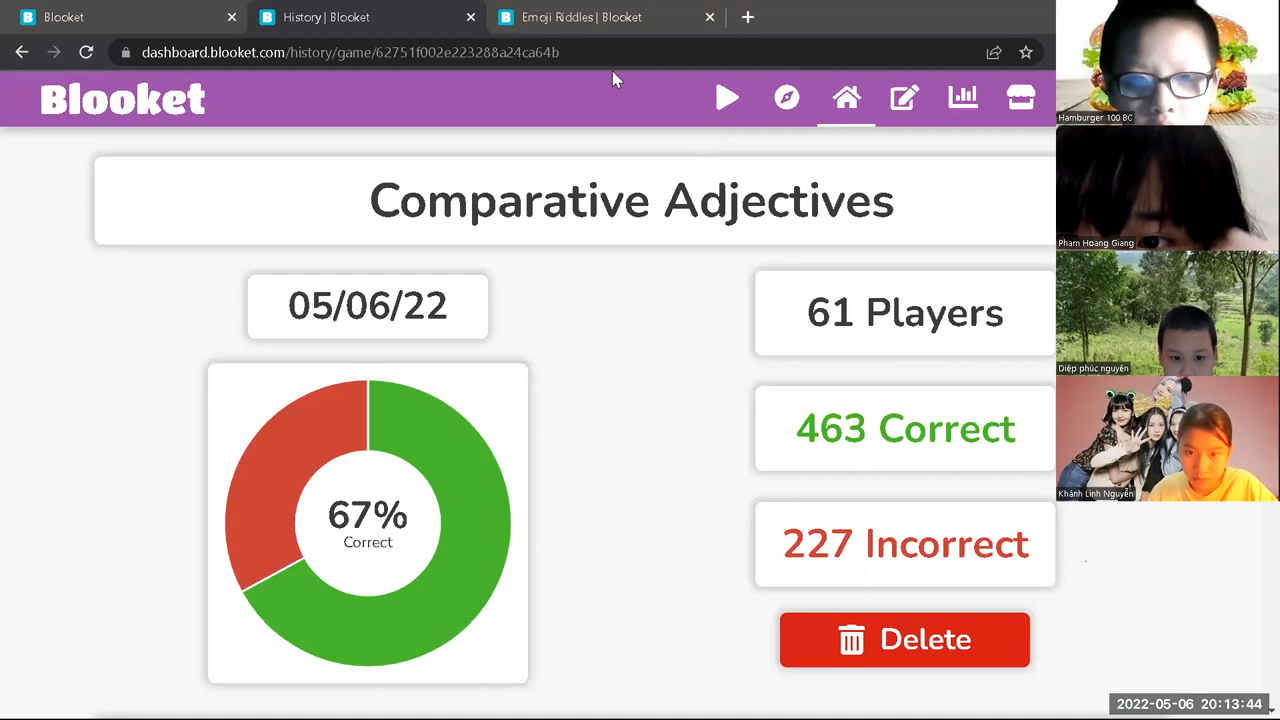 Blooket
History | Blooket
Emoji Riddles | Blooket
dashboard.blooket.com/history/game/62751f002e223288a24ca64b
Blooket
Comparative Adjectives
05/06/22
67%
Correct
61 Players
463 Correct
227 Incorrect
Delete
Hamburger 100 BC
Pham Hoang Giang
Diệp phúc nguyên
Khánh Linh Nguyễn
2022-05-06 20:13:44